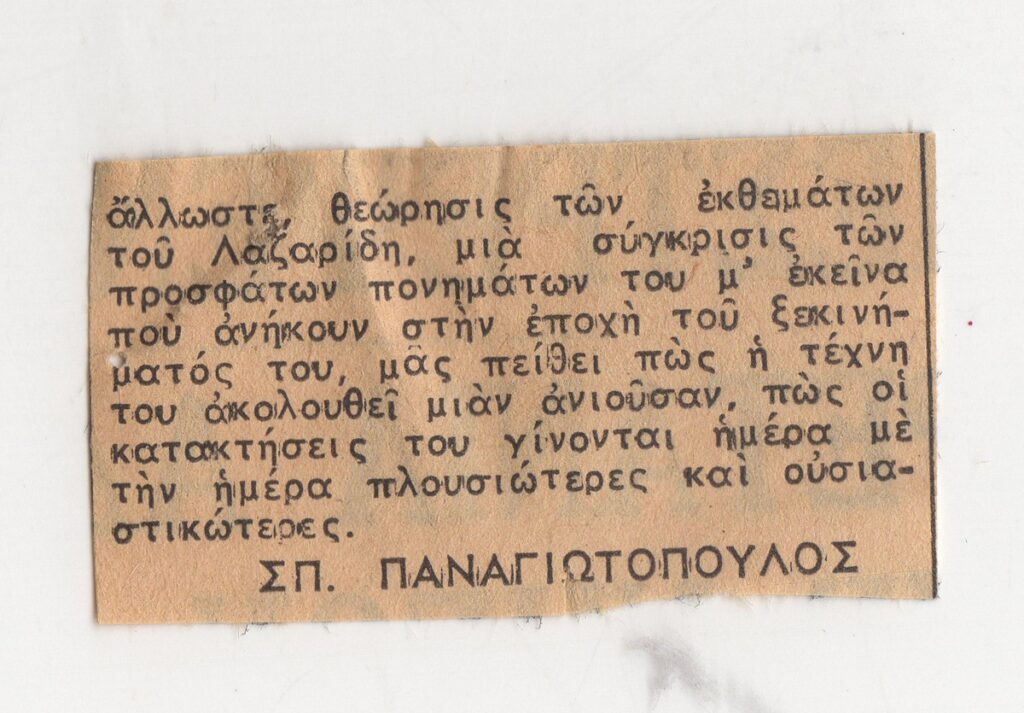 ἄλλωστε, θεώρησις τῶν ἐκθεμάτων
τοῦ Λαζαρίδη, μιὰ σύγκρισις τῶν
προσφάτων πονημάτων του μ' ἐκεῖνα
ποὺ ἀνήκουν στὴν ἐποχὴ τοῦ ξεκινή-
ματός του, μᾶς πείθει πὼς ἡ τέχνη
του ἀκολουθεῖ μιὰν ἀνιοῦσαν, πὼς οἱ
κατακτήσεις του γίνονται ἡμέρα μὲ
τὴν ἡμέρα πλουσιώτερες καὶ οὐσια-
στικώτερες.
ΣΠ. ΠΑΝΑΓΙΩΤΟΠΟΥΛΟΣ